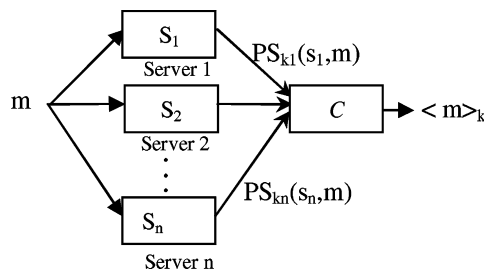 S₁
PSₖ₁(s₁,m)
Server 1
m
S₂
C
< m>ₖ
Server 2
PSₖₙ(sₙ,m)
Sₙ
Server n